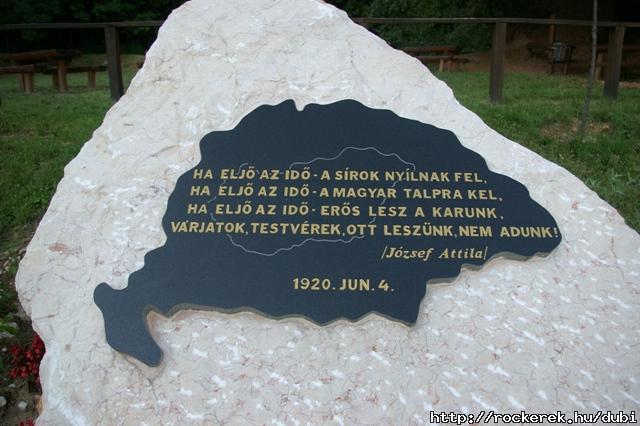 HA ELJŐ AZ IDŐ - A SÍROK NYÍLNAK FEL,
HA ELJŐ AZ IDŐ - A MAGYAR TALPRA KEL,
HA ELJŐ AZ IDŐ - ERŐS LESZ A KARUNK,
VÁRJATOK, TESTVÉREK, OTT LESZÜNK, NEM ADUNK!
/József Attila/
1920. JUN. 4.
http://rockerek.hu/dubi